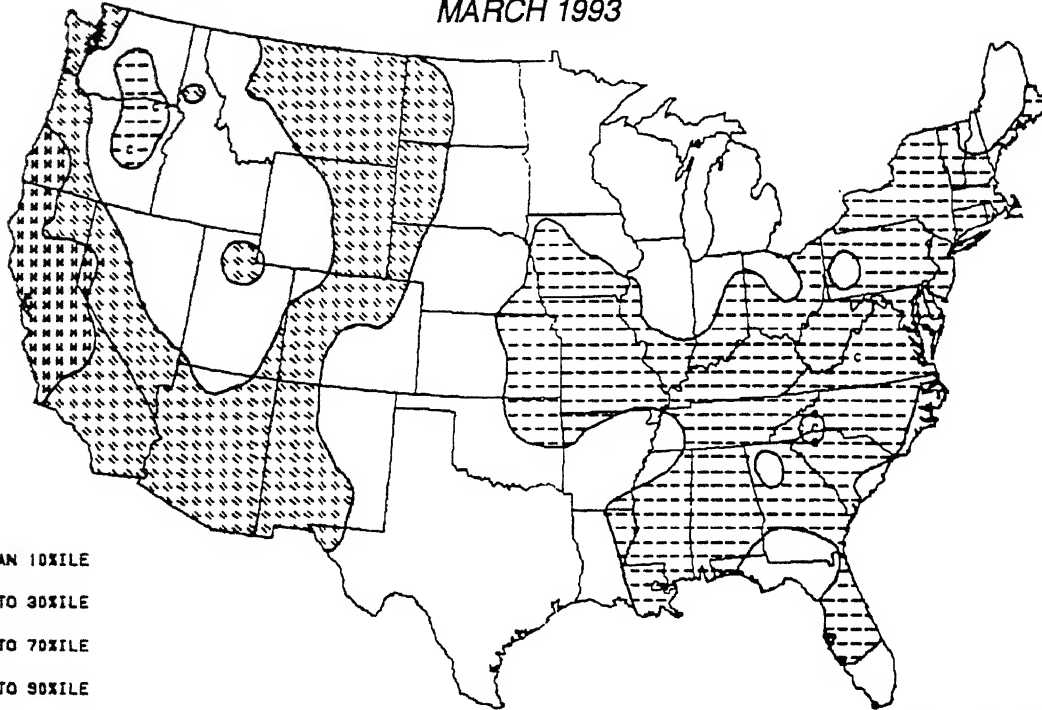 MARCH 1993
C
C
C
AN 10%ILE
TO 30%ILE
TO 70%ILE
TO 90%ILE